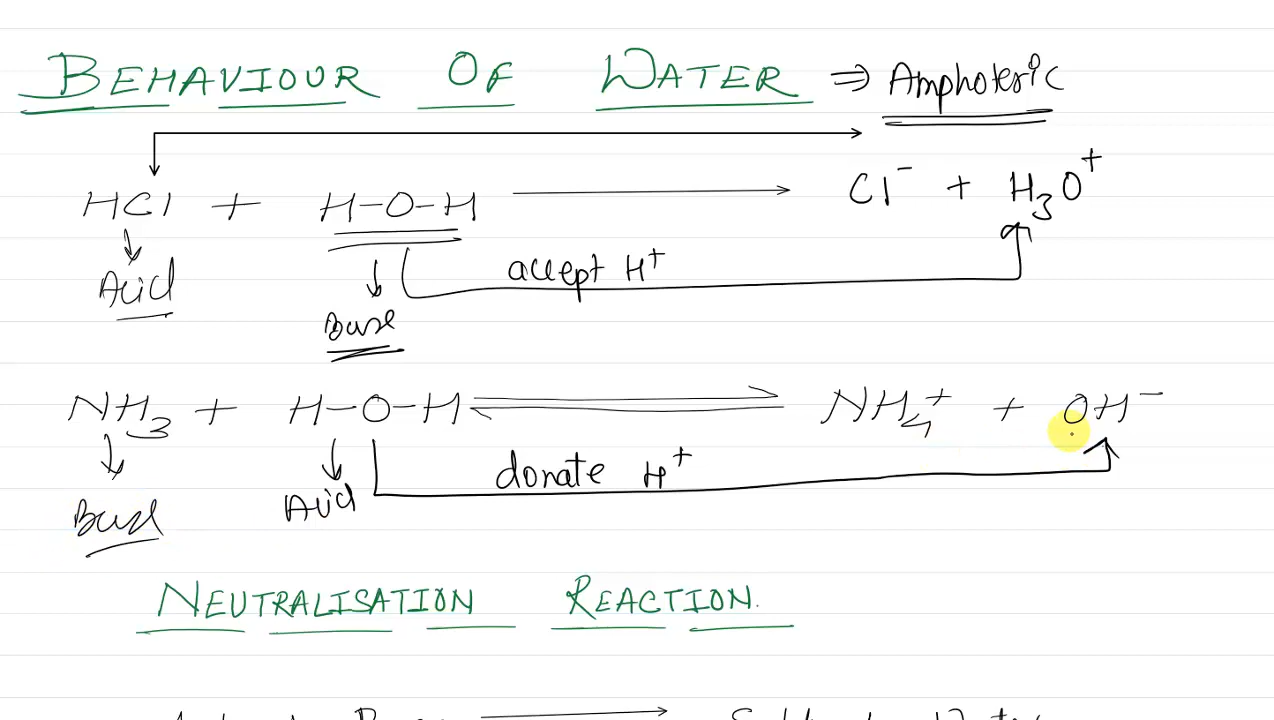 BEHAVIOUR OF WATER ⇒ Amphoteric
HCl + H-O-H ⟶ Cl⁻ + H₃O⁺
Acid
accept H⁺
Base
NH₃ + H-O-H ⇌ NH₄⁺ + OH⁻
donate H⁺
Base Acid
NEUTRALISATION REACTION.